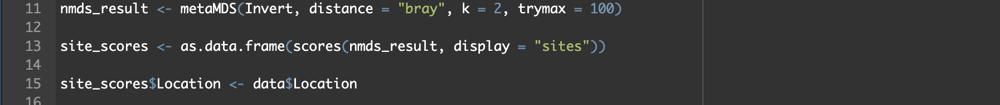 11 nmds_result <- metaMDS(Invert, distance = "bray", k = 2, trymax = 100)
12
13 site_scores <- as.data.frame(scores(nmds_result, display = "sites"))
14
15 site_scores$Location <- data$Location
16